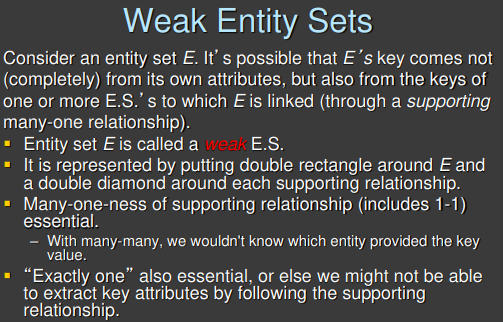 Weak Entity Sets
Consider an entity set E. It’s possible that E’s key comes not
(completely) from its own attributes, but also from the keys of
one or more E.S.’s to which E is linked (through a supporting
many-one relationship).
▪ Entity set E is called a weak E.S.
▪ It is represented by putting double rectangle around E and
a double diamond around each supporting relationship.
▪ Many-one-ness of supporting relationship (includes 1-1)
essential.
– With many-many, we wouldn't know which entity provided the key
value.
▪ “Exactly one” also essential, or else we might not be able
to extract key attributes by following the supporting
relationship.